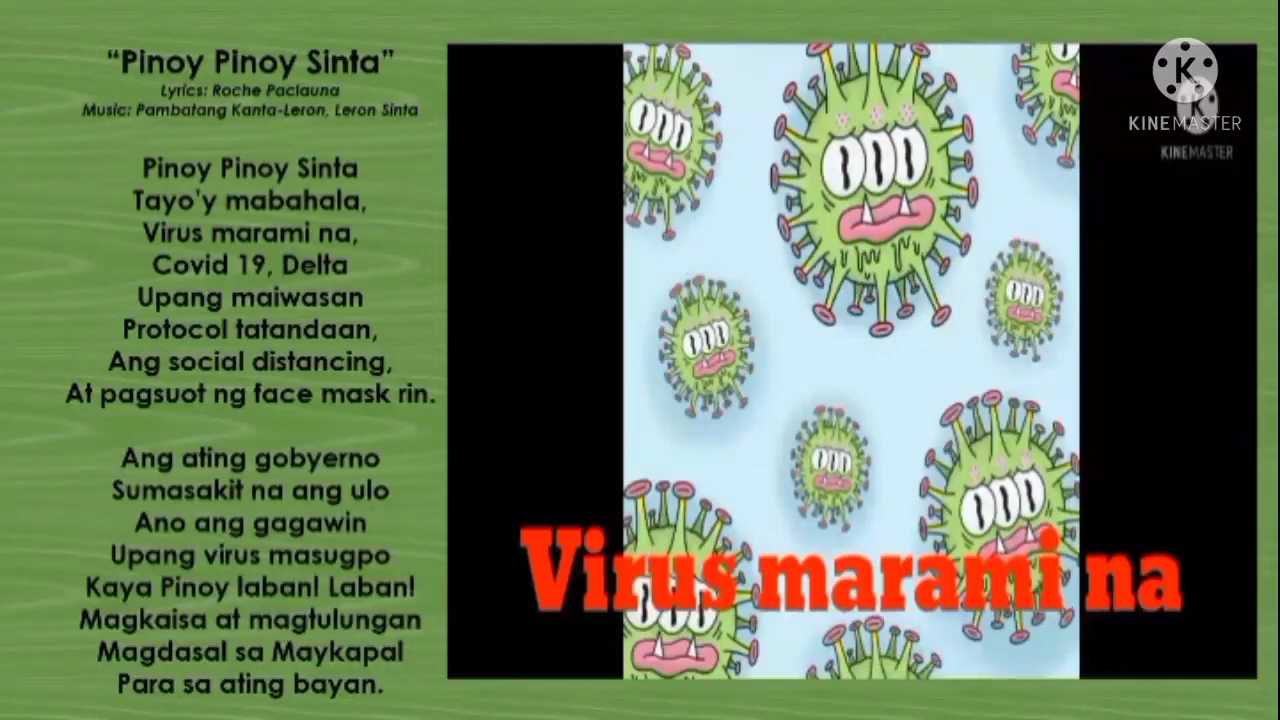 “Pinoy Pinoy Sinta”
Lyrics: Roche Paclauna
Music: Pambatang Kanta-Leron, Leron Sinta
Pinoy Pinoy Sinta
Tayo'y mabahala,
Virus marami na,
Covid 19, Delta
Upang maiwasan
Protocol tatandaan,
Ang social distancing,
At pagsuot ng face mask rin.
Ang ating gobyerno
Sumasakit na ang ulo
Ano ang gagawin
Upang virus masugpo
Kaya Pinoy laban! Laban!
Magkaisa at magtulungan
Magdasal sa Maykapal
Para sa ating bayan.
K
KINEMASTER
K
KINEMASTER
Virus marami na